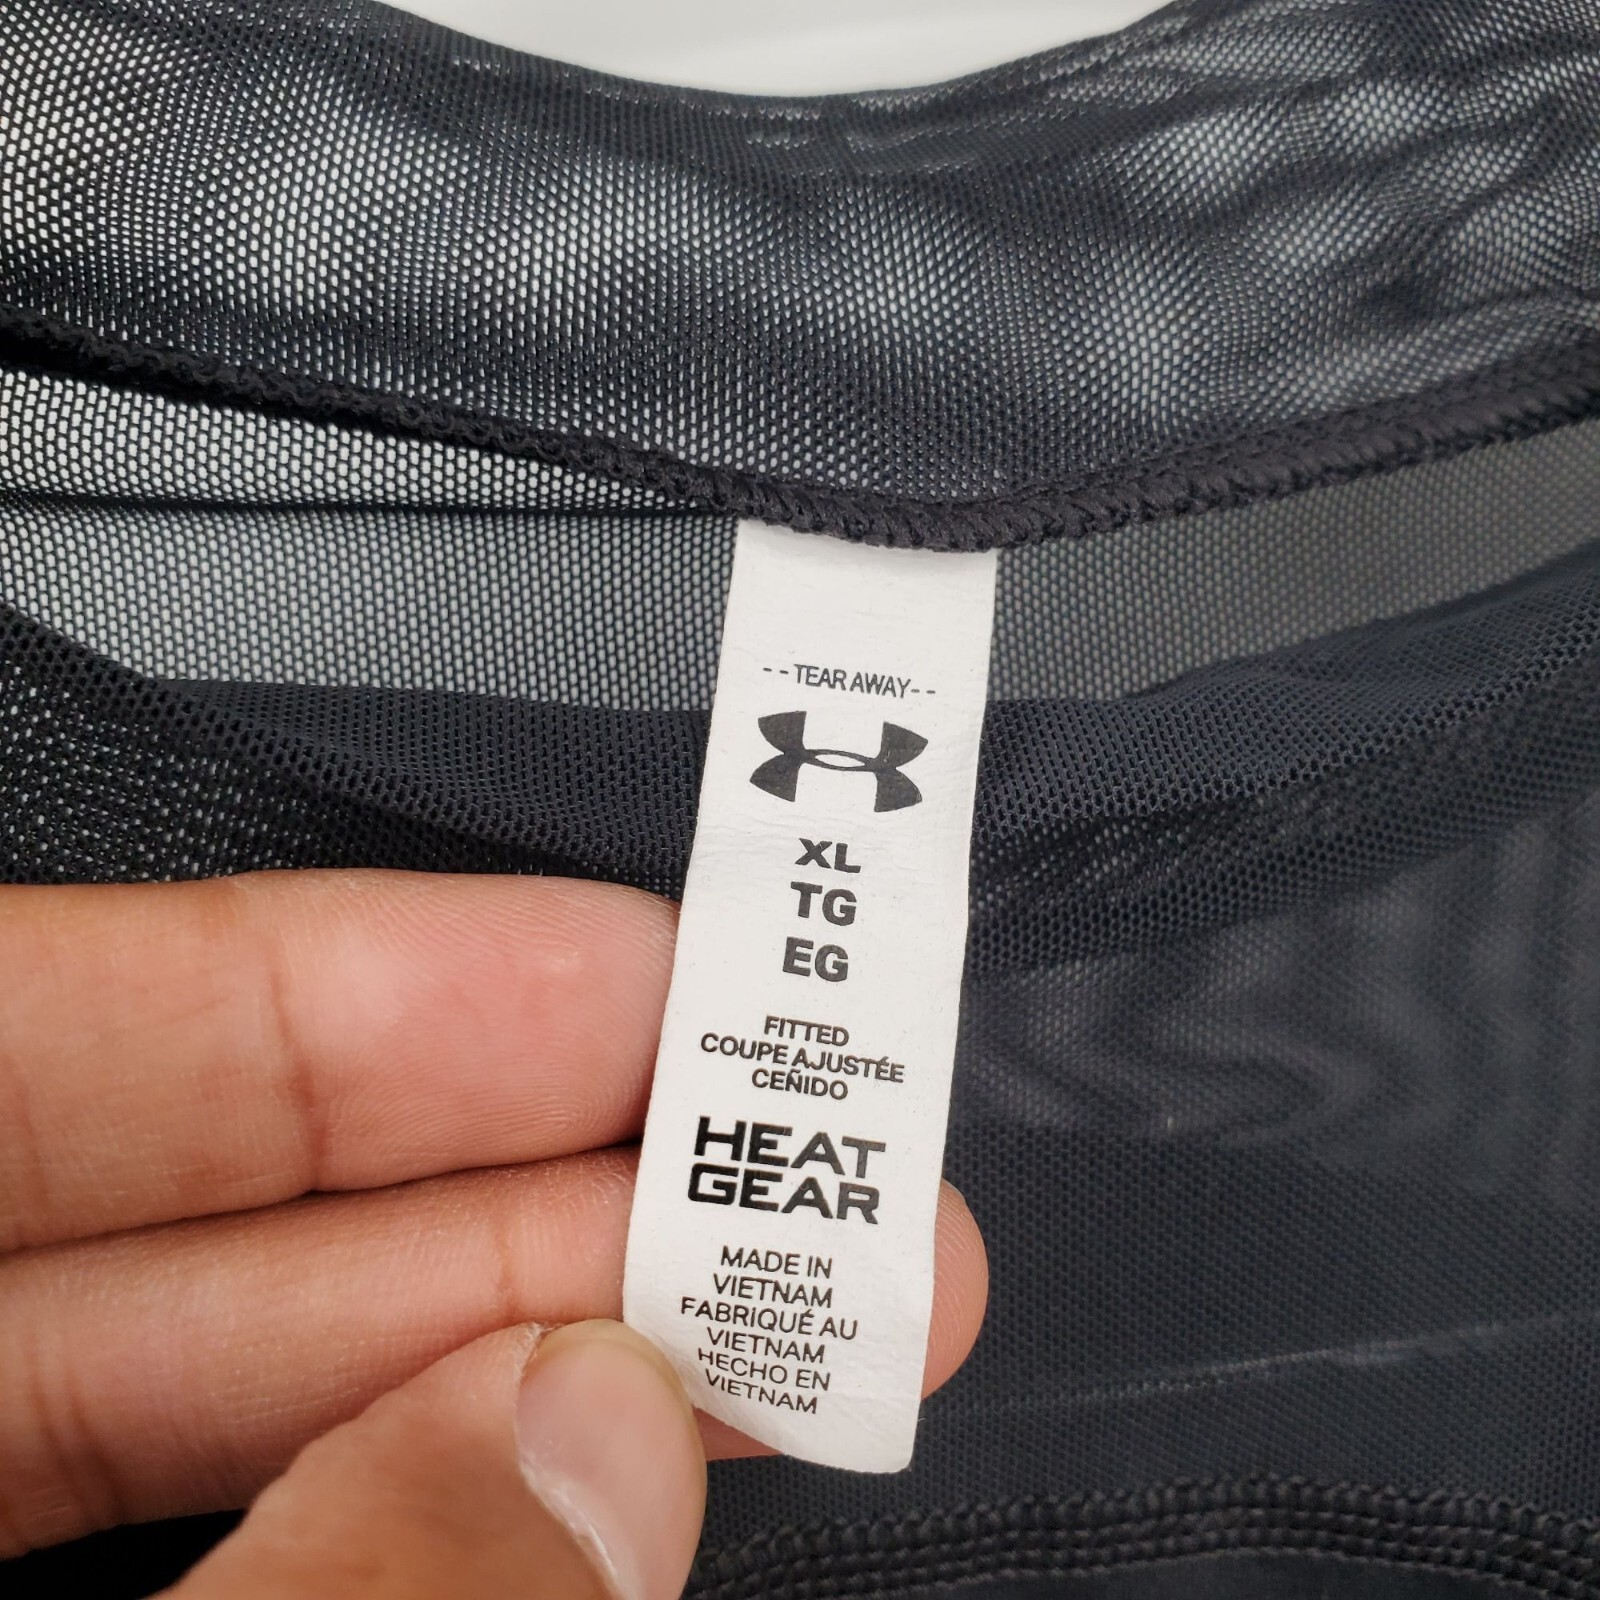 --TEAR AWAY--
XL
TG
EG
FITTED
COUPE AJUSTÉE
CEÑIDO
HEAT
GEAR
MADE IN
VIETNAM
FABRIQUÉ AU
VIETNAM
HECHO EN
VIETNAM